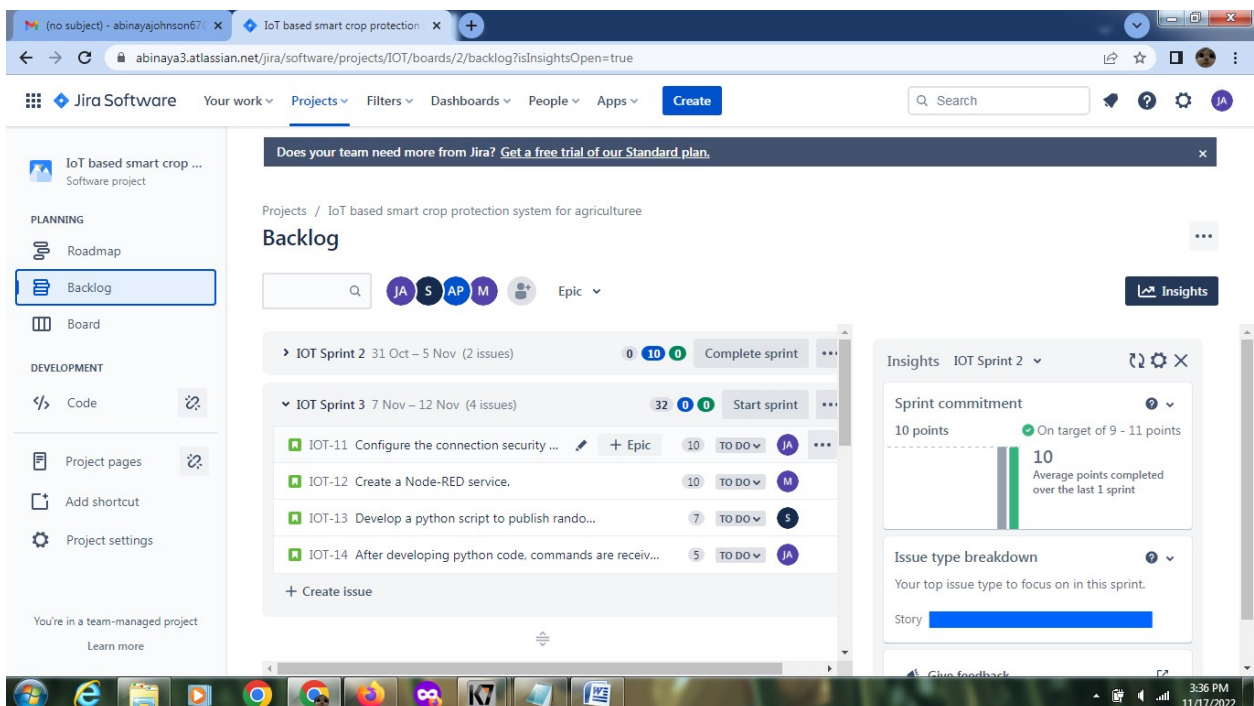 (no subject) - abinayajohnson67
IoT based smart crop protection
abinaya3.atlassian.net/jira/software/projects/IOT/boards/2/backlog?isInsightsOpen=true
Jira Software Your work Projects Filters Dashboards People Apps Create Search JA
Does your team need more from Jira? Get a free trial of our Standard plan.
IoT based smart crop ...
Software project
PLANNING
Roadmap
Backlog
Board
DEVELOPMENT
Code
Project pages
Add shortcut
Project settings
You're in a team-managed project
Learn more
Projects / IoT based smart crop protection system for agriculturee
Backlog
JA S AP M Epic
Insights
IOT Sprint 2 31 Oct – 5 Nov (2 issues) 0 10 0 Complete sprint
IOT Sprint 3 7 Nov – 12 Nov (4 issues) 32 0 0 Start sprint
IOT-11 Configure the connection security ... + Epic 10 TO DO JA
IOT-12 Create a Node-RED service. 10 TO DO M
IOT-13 Develop a python script to publish rando... 7 TO DO S
IOT-14 After developing python code, commands are receiv... 5 TO DO JA
+ Create issue
Insights IOT Sprint 2
Sprint commitment
10 points On target of 9 - 11 points
10
Average points completed
over the last 1 sprint
Issue type breakdown
Your top issue type to focus on in this sprint.
Story
Give feedback
K7
3:36 PM
11/17/2022